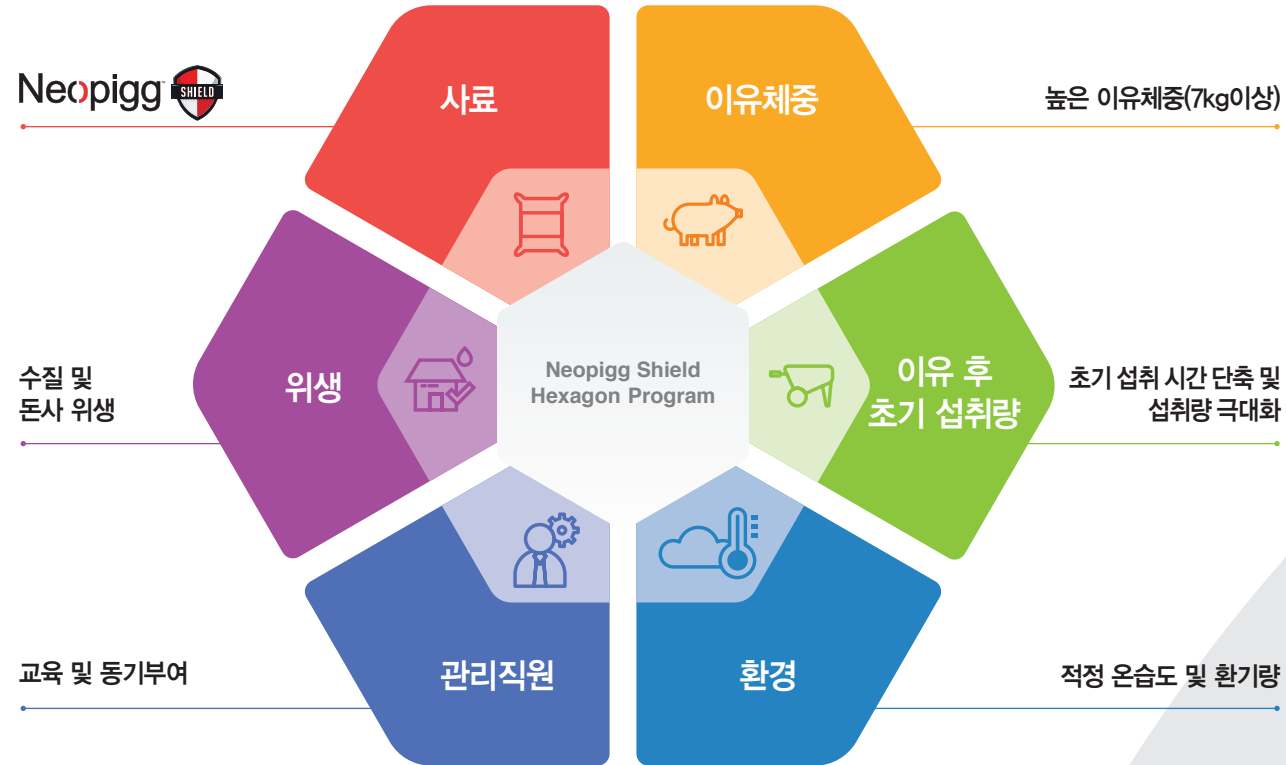 Neopigg™ SHIELD
사료
이유체중
높은 이유체중(7kg이상)
수질 및
돈사 위생
위생
Neopigg Shield
Hexagon Program
이유 후
초기 섭취량
초기 섭취 시간 단축 및
섭취량 극대화
교육 및 동기부여
관리직원
환경
적정 온습도 및 환기량